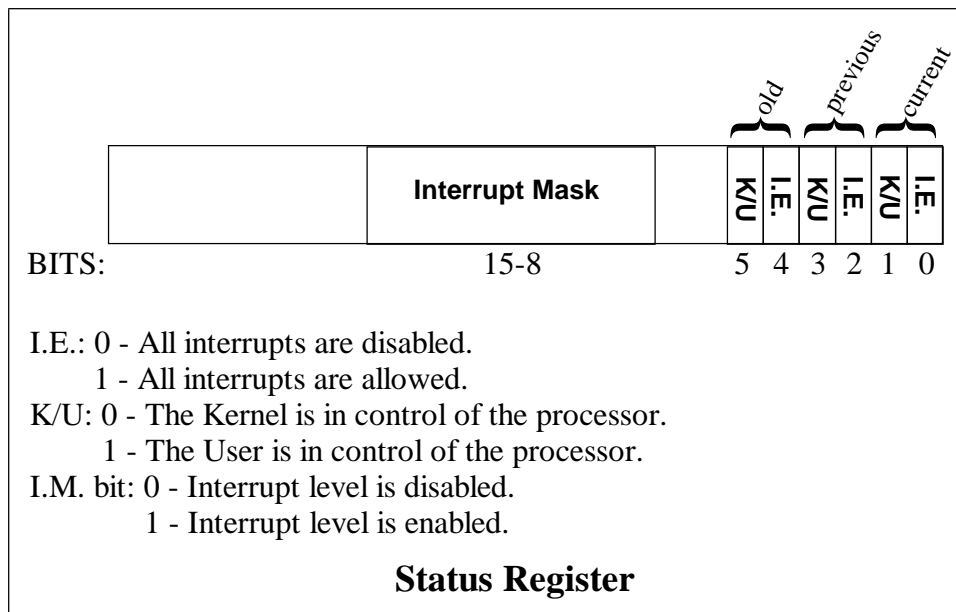 old previous current
Interrupt Mask K/U I.E. K/U I.E. K/U I.E.
BITS: 15-8 5 4 3 2 1 0
I.E.: 0 - All interrupts are disabled.
1 - All interrupts are allowed.
K/U: 0 - The Kernel is in control of the processor.
1 - The User is in control of the processor.
I.M. bit: 0 - Interrupt level is disabled.
1 - Interrupt level is enabled.
Status Register